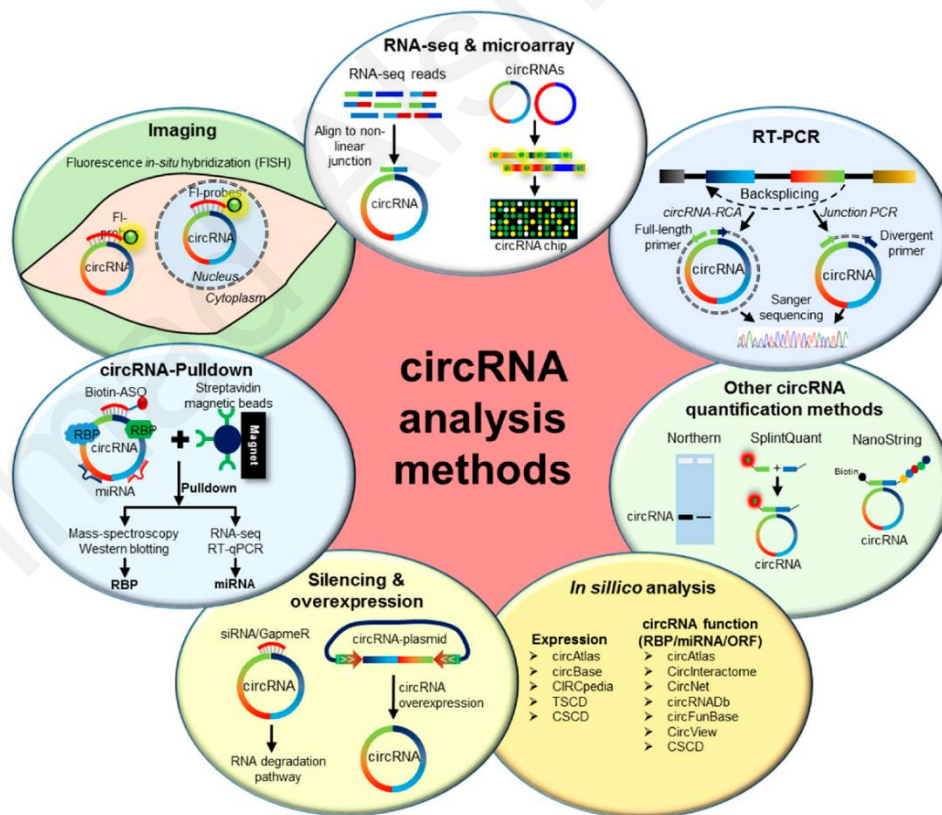 RNA-seq & microarray
RNA-seq reads
circRNAs
Align to non-
linear
junction
circRNA
circRNA chip
Imaging
Fluorescence in-situ hybridization (FISH)
Fl-probes
Fl-
circRNA
circRNA
Nucleus
Cytoplasm
RT-PCR
Backsplicing
circRNA-RCA
Junction PCR
Full-length
primer
Divergent
primer
circRNA
circRNA
Sanger
sequencing
circRNA
analysis
methods
circRNA-Pulldown
Biotin-ASO
Streptavidin
magnetic beads
RBP
RBP
circRNA
miRNA
Magnet
Pulldown
Mass-spectroscopy
Western blotting
RNA-seq
RT-qPCR
RBP
miRNA
Other circRNA
quantification methods
Northern
SplintQuant
NanoString
Biotin
circRNA
circRNA
circRNA
Silencing &
overexpression
siRNA/GapmeR
circRNA-plasmid
circRNA
circRNA
overexpression
RNA degradation
pathway
circRNA
In sillico analysis
Expression
circAtlas
circBase
CIRCpedia
TSCD
CSCD
circRNA function
(RBP/miRNA/ORF)
circAtlas
CircInteractome
CircNet
circRNADb
circFunBase
CircView
CSCD